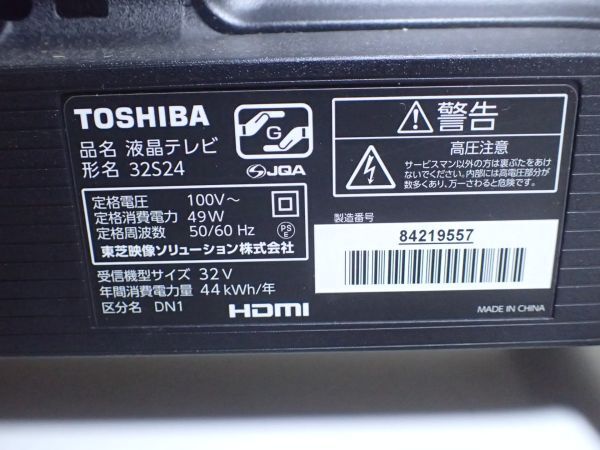 TOSHIBA
品名 液晶テレビ
形名 32S24
G
JQA
定格電圧 100V～
定格消費電力 49W
定格周波数 50/60 Hz
PS
E
東芝映像ソリューション株式会社
受信機型サイズ 32V
年間消費電力量 44kWh/年
区分名 DN1
HDMI
警告
高圧注意
サービスマン以外の方は裏ぶたをあけ
ないでください。内部には高電圧部分が
数多くあり、万一さわると危険です。
製造番号
84219557
MADE IN CHINA